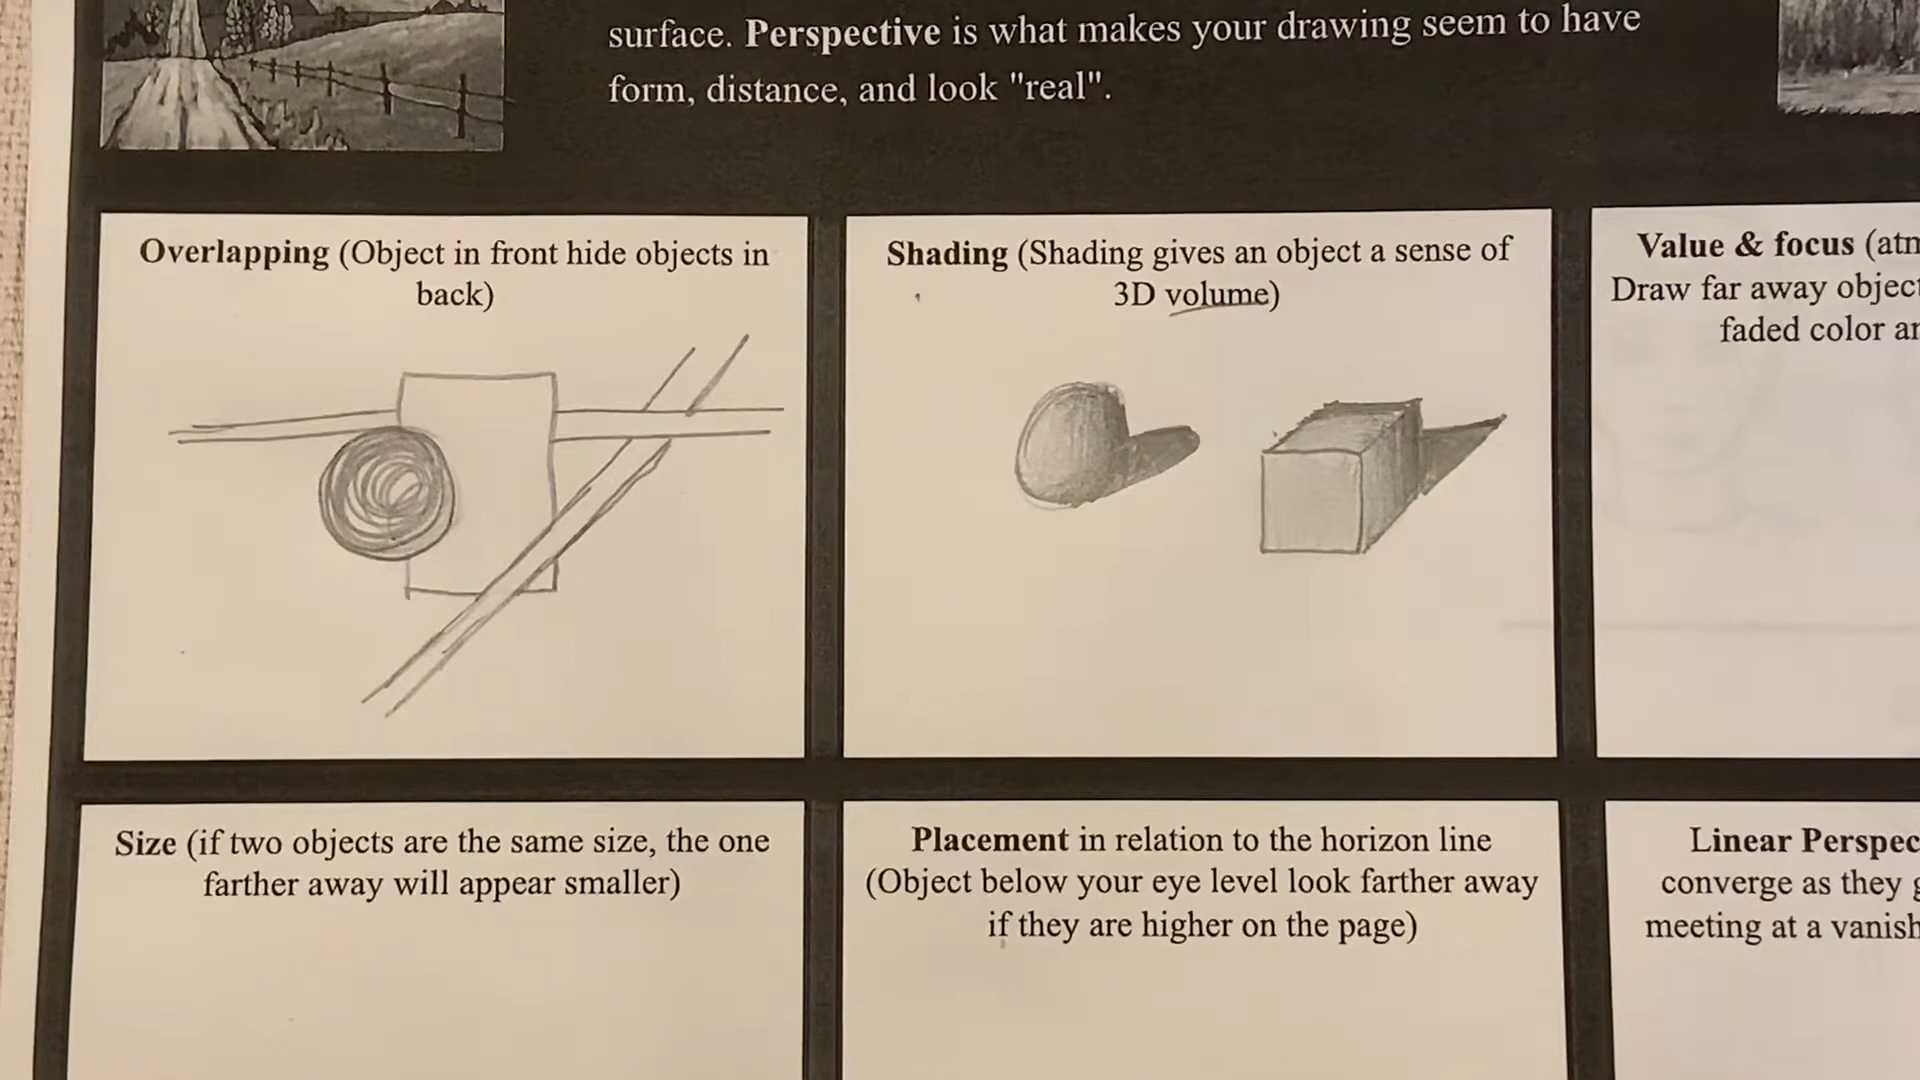 surface. Perspective is what makes your drawing seem to have
form, distance, and look "real".
Overlapping (Object in front hide objects in
back)
Shading (Shading gives an object a sense of
3D volume)
Value & focus
Draw far away
faded color
Size (if two objects are the same size, the one
farther away will appear smaller)
Placement in relation to the horizon line
(Object below your eye level look farther away
if they are higher on the page)
Linear
converge as they
meeting at a